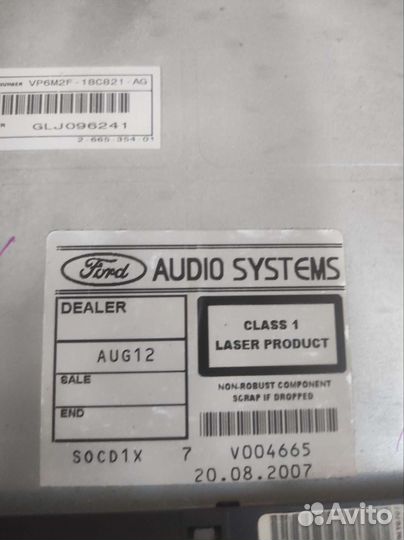 NUMBER VP6M2F-18C821-AG
GLJ096241
2 665 354 01
Ford AUDIO SYSTEMS
DEALER
AUG12
SALE
END
CLASS 1
LASER PRODUCT
NON-ROBUST COMPONENT
SCRAP IF DROPPED
SOCD1X 7 V004665
20.08.2007
Avito